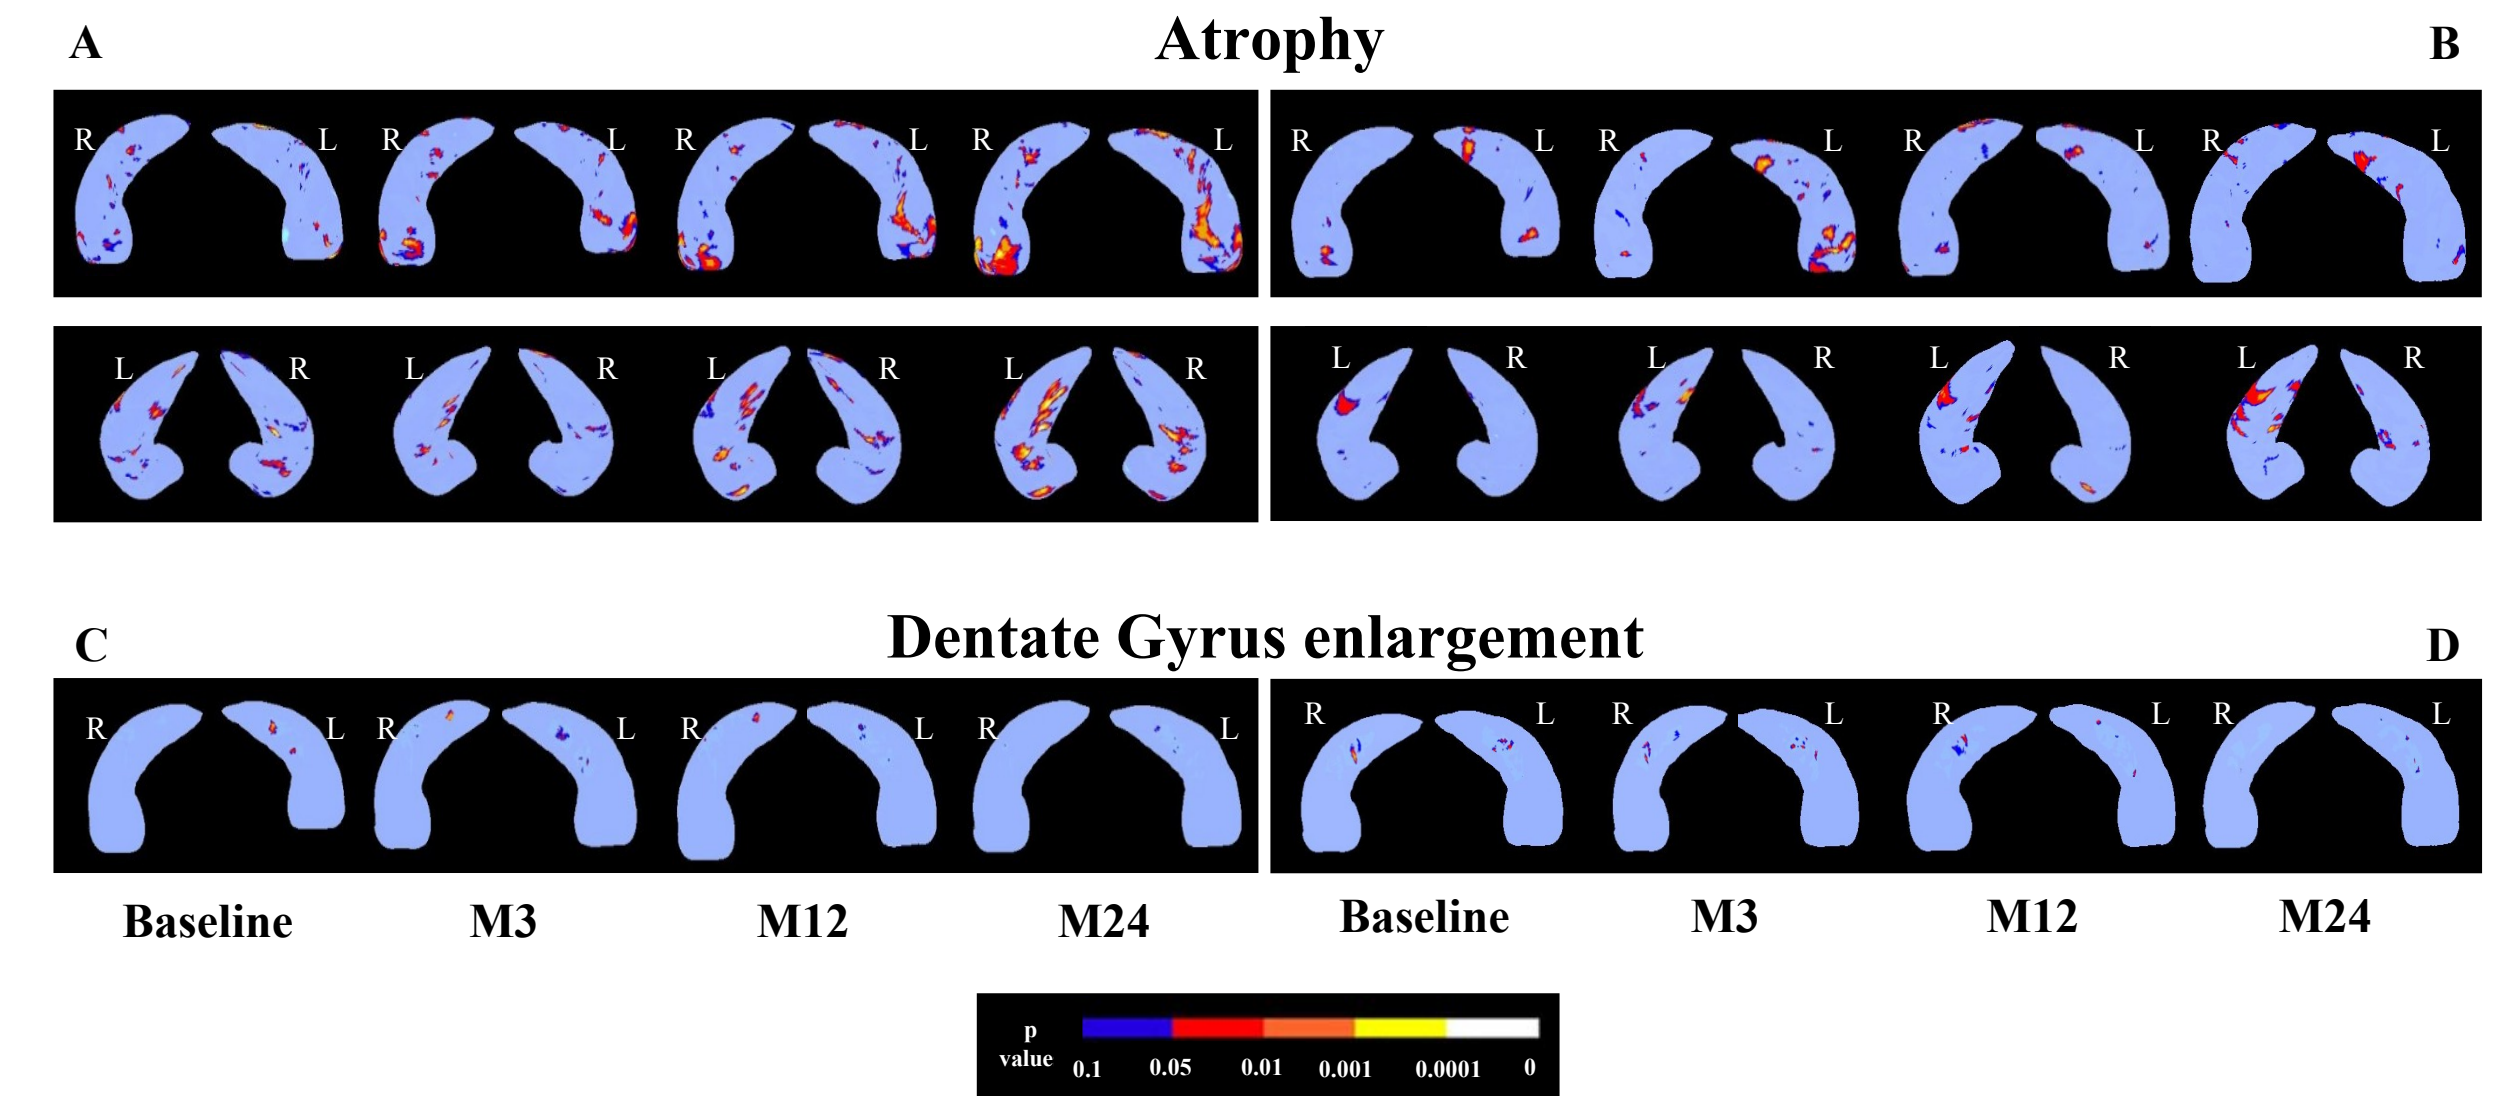 A Atrophy B
R L R L R L R L R L R L R L R L
L R L R L R L R L R L R L R L R
C Dentate Gyrus enlargement D
R L R L R L R L R L R L R L R L
Baseline M3 M12 M24 Baseline M3 M12 M24
p
value
0.1 0.05 0.01 0.001 0.0001 0